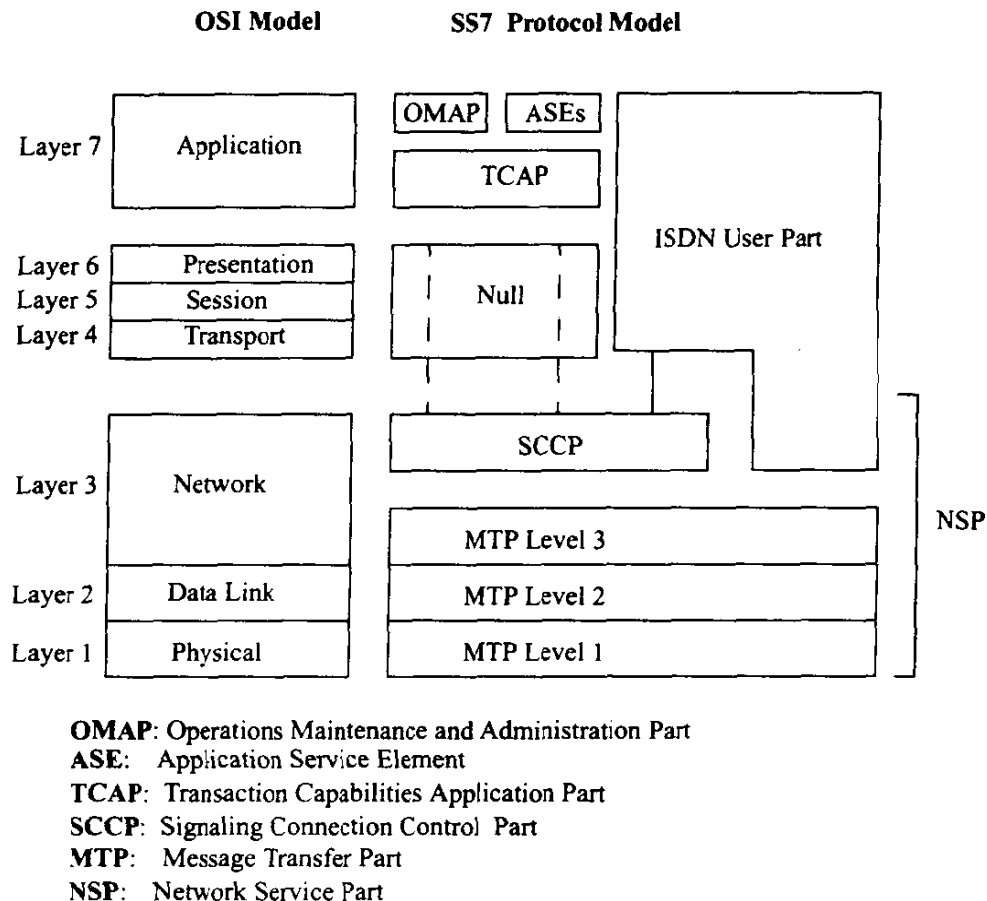 OSI Model SS7 Protocol Model
OMAP ASEs
Layer 7 Application
TCAP
ISDN User Part
Layer 6 Presentation
Layer 5 Session Null
Layer 4 Transport
SCCP
Layer 3 Network
NSP
MTP Level 3
Layer 2 Data Link MTP Level 2
Layer 1 Physical MTP Level 1
OMAP: Operations Maintenance and Administration Part
ASE: Application Service Element
TCAP: Transaction Capabilities Application Part
SCCP: Signaling Connection Control Part
MTP: Message Transfer Part
NSP: Network Service Part